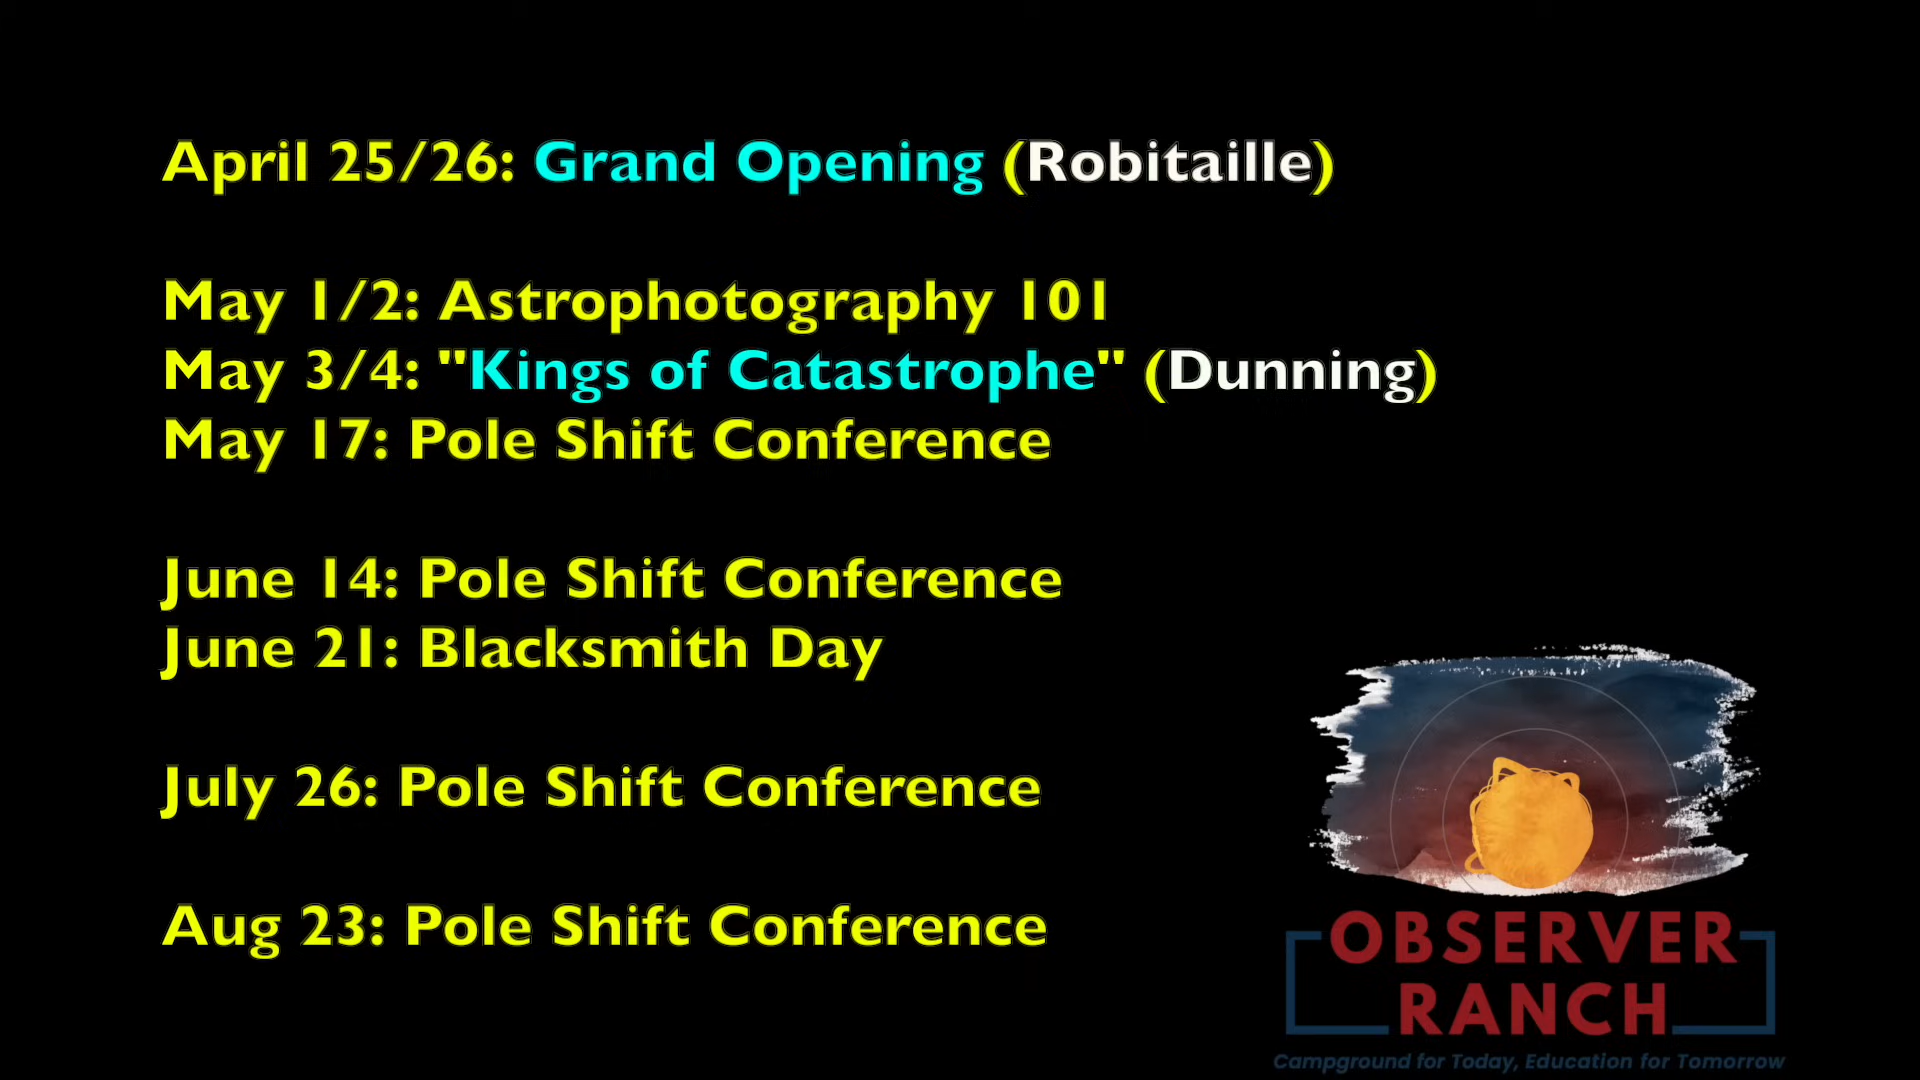 April 25/26: Grand Opening (Robitaille)
May 1/2: Astrophotography 101
May 3/4: "Kings of Catastrophe" (Dunning)
May 17: Pole Shift Conference
June 14: Pole Shift Conference
June 21: Blacksmith Day
July 26: Pole Shift Conference
Aug 23: Pole Shift Conference
OBSERVER
RANCH
Campground for Today, Education for Tomorrow